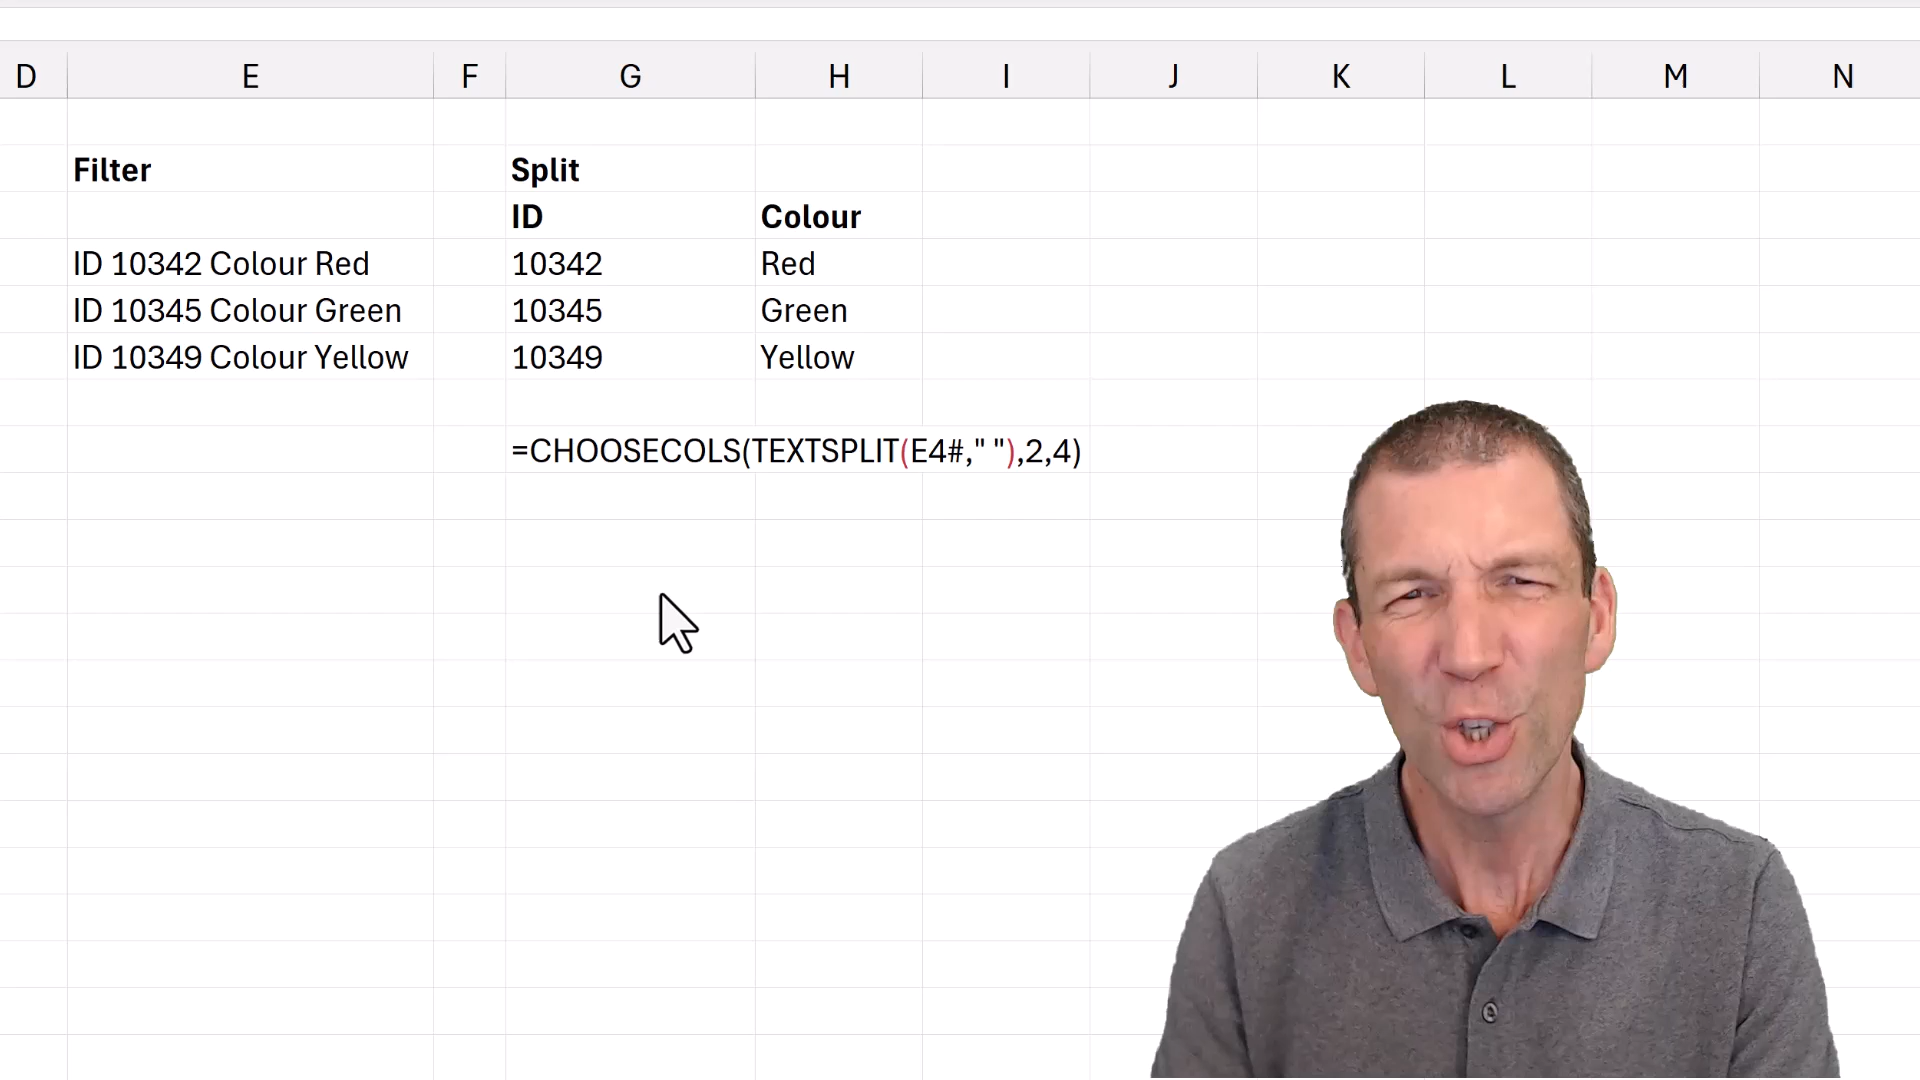 D E F G H I J K L M N
Filter Split
ID Colour
ID 10342 Colour Red 10342 Red
ID 10345 Colour Green 10345 Green
ID 10349 Colour Yellow 10349 Yellow
=CHOOSECOLS(TEXTSPLIT(E4#," "),2,4)